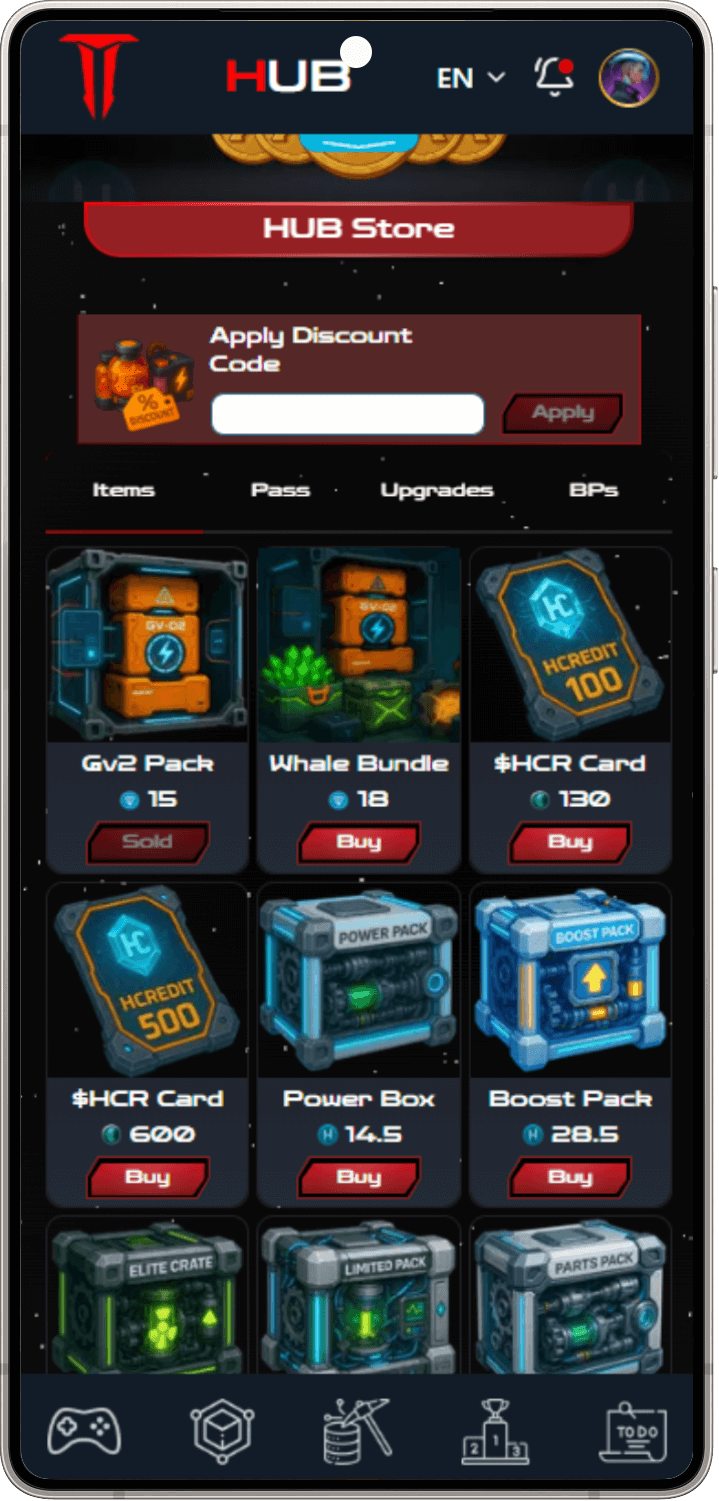 HUB
EN
HUB Store
Apply Discount
Code
%
DISCOUNT
Apply
Items
Pass
Upgrades
BPs
GV-02
GV-02
HC
HCREDIT
100
Gv2 Pack
Whale Bundle
$HCR Card
15
18
130
Sold
Buy
Buy
HC
HCREDIT
500
POWER PACK
BOOST PACK
$HCR Card
Power Box
Boost Pack
600
H 14.5
H 28.5
Buy
Buy
Buy
ELITE CRATE
LIMITED PACK
PARTS PACK
2 1 3
TO DO